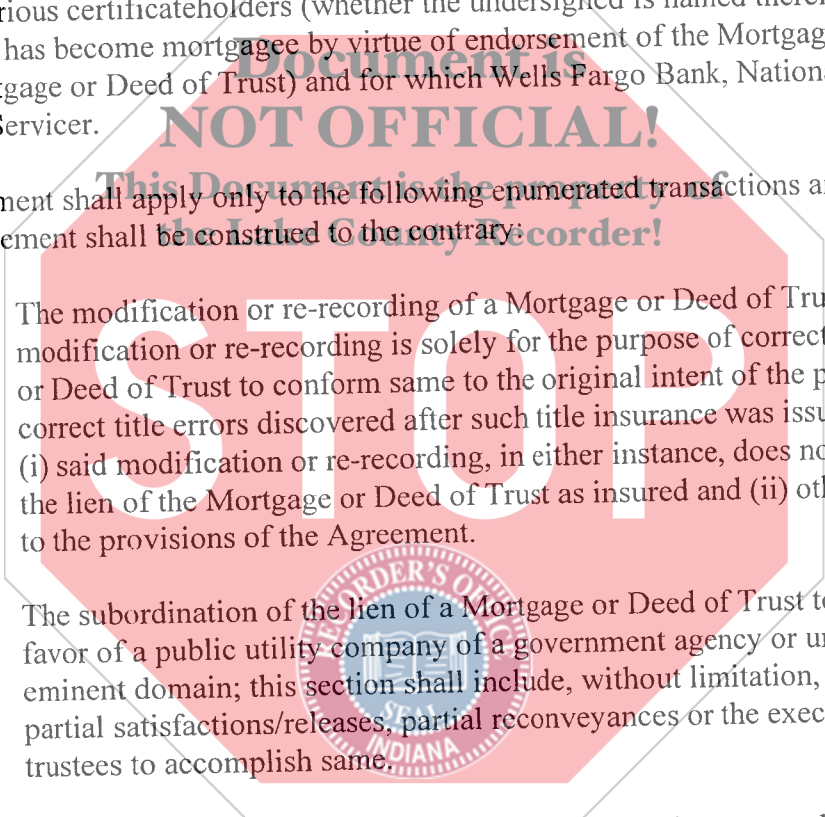 rious certificateholders (whether the undersigned is named
has become mortgagee by virtue of endorsement of the Mortgag
Document is
tgage or Deed of Trust) and for which Wells Fargo Bank, Nation
NOT OFFICIAL!
Servicer.
This Document is the property of
ment shall apply only to the following enumerated transactions a
the Lake County Recorder!
ement shall be construed to the contrary:
STOP
The modification or re-recording of a Mortgage or Deed of Tru
modification or re-recording is solely for the purpose of correct
or Deed of Trust to conform same to the original intent of the p
correct title errors discovered after such title insurance was issu
(i) said modification or re-recording, in either instance, does no
the lien of the Mortgage or Deed of Trust as insured and (ii) oth
to the provisions of the Agreement.
RECORDER'S OFFICE
The subordination of the lien of a Mortgage or Deed of Trust to
favor of a public utility company of a government agency or un
eminent domain; this section shall include, without limitation,
partial satisfactions/releases, partial reconveyances or the exec
SEAL
trustees to accomplish same.
INDIANA